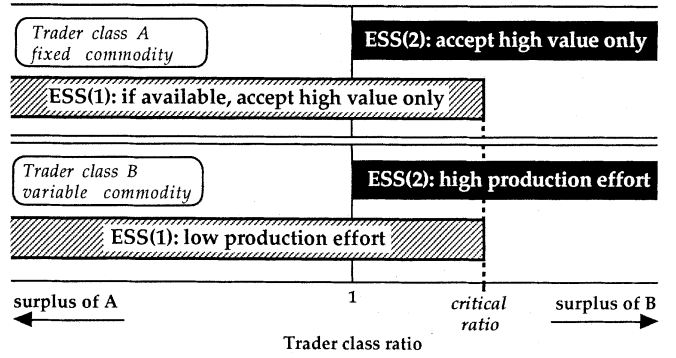 Trader class A
fixed commodity
ESS(2): accept high value only
ESS(1): if available, accept high value only
Trader class B
variable commodity
ESS(2): high production effort
ESS(1): low production effort
surplus of A
1
critical
ratio
surplus of B
Trader class ratio